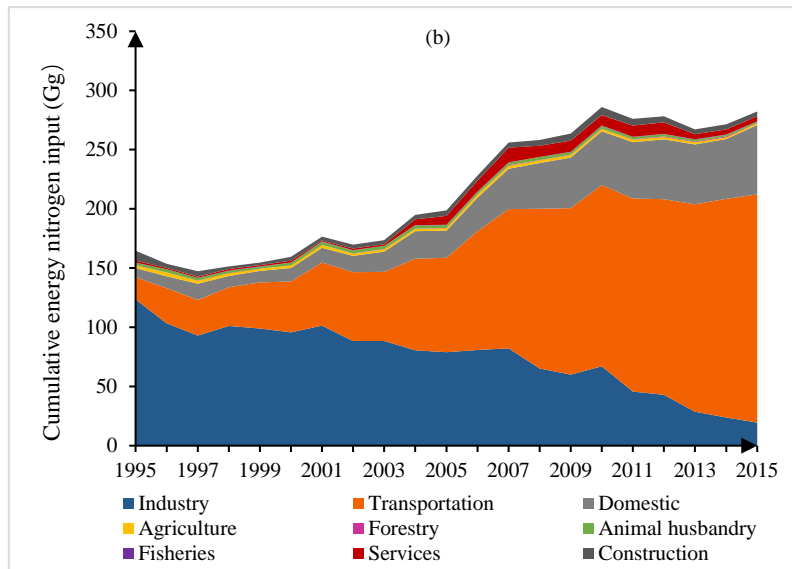 (b)
Cumulative energy nitrogen input (Gg)
350
300
250
200
150
100
50
0
1995 1997 1999 2001 2003 2005 2007 2009 2011 2013 2015
Industry Transportation Domestic
Agriculture Forestry Animal husbandry
Fisheries Services Construction